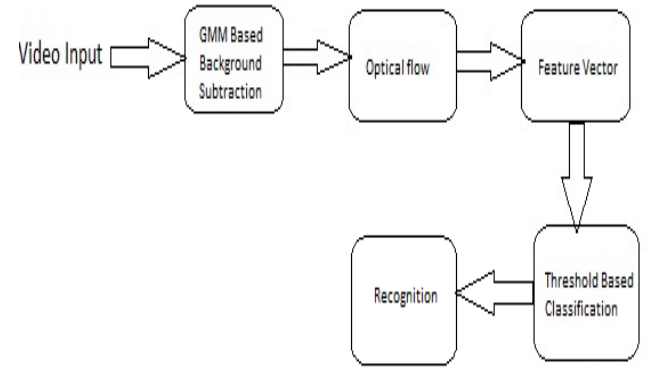 Video Input
GMM Based
Background
Subtraction
Optical flow
Feature Vector
Threshold Based
Classification
Recognition